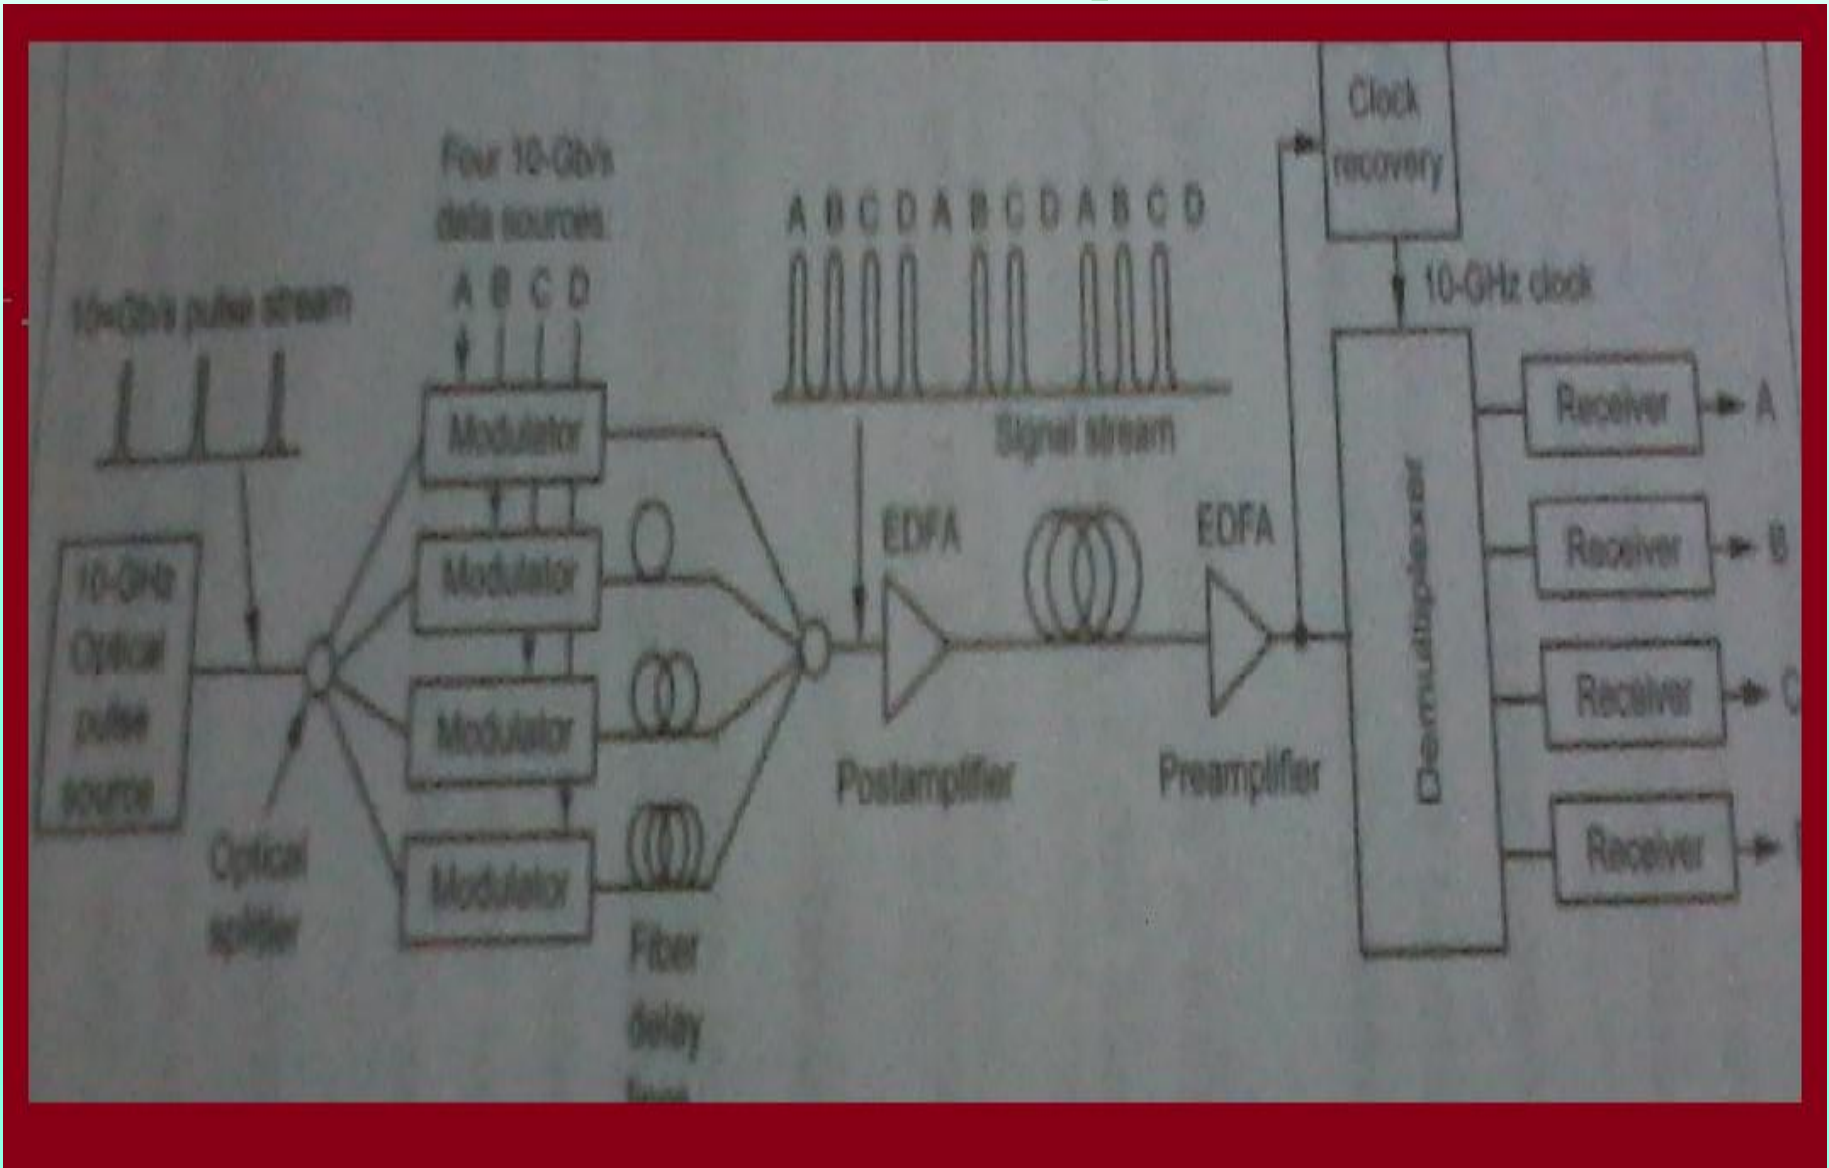 Four 10-Gb/s
data sources
A B C D
10-Gb/s pulse stream
Modulator
Modulator
Modulator
Modulator
10-GHz
Optical
pulse
source
Optical
splitter
Fiber
delay
A B C D A B C D A B C D
Signal stream
EDFA
Postamplifier
EDFA
Preamplifier
Clock
recovery
10-GHz clock
Demultiplexer
Receiver
A
Receiver
B
Receiver
C
Receiver